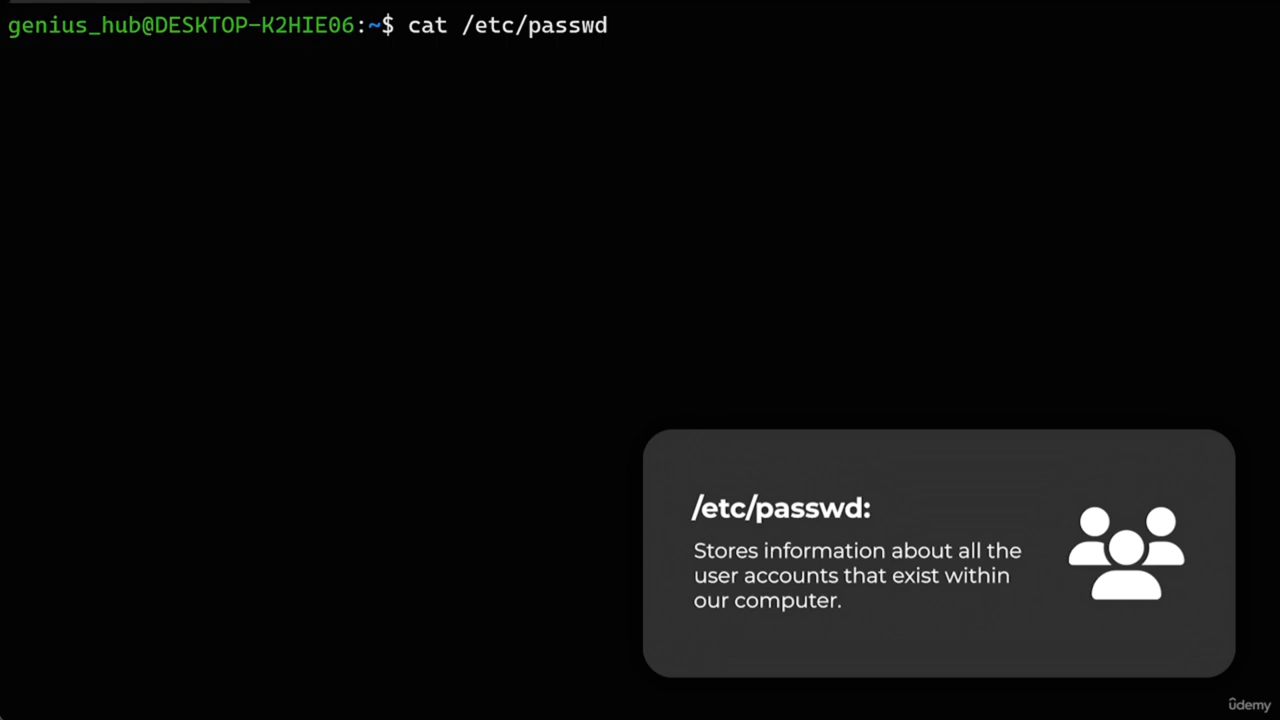 genius_hub@DESKTOP-K2HIE06:~$ cat /etc/passwd
/etc/passwd:
Stores information about all the
user accounts that exist within
our computer.
ûdemy